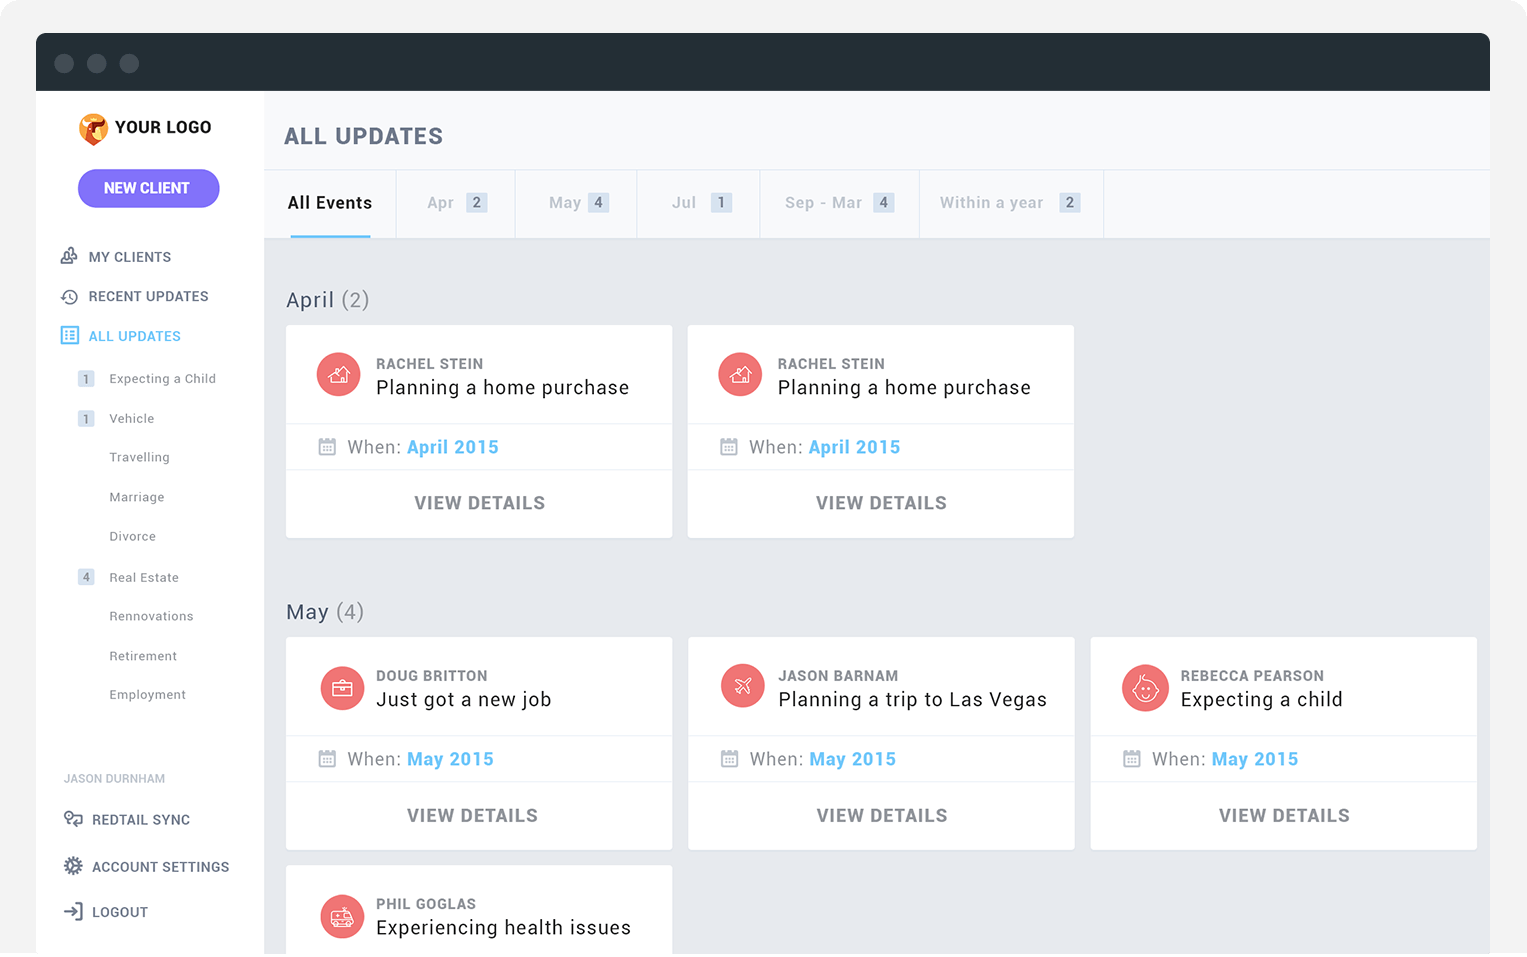 YOUR LOGO
NEW CLIENT
MY CLIENTS
RECENT UPDATES
ALL UPDATES
1 Expecting a Child
1 Vehicle
Travelling
Marriage
Divorce
4 Real Estate
Rennovations
Retirement
Employment
JASON DURNHAM
REDTAIL SYNC
ACCOUNT SETTINGS
LOGOUT
ALL UPDATES
All Events Apr 2 May 4 Jul 1 Sep - Mar 4 Within a year 2
April (2)
RACHEL STEIN
Planning a home purchase
When: April 2015
VIEW DETAILS
RACHEL STEIN
Planning a home purchase
When: April 2015
VIEW DETAILS
May (4)
DOUG BRITTON
Just got a new job
When: May 2015
VIEW DETAILS
JASON BARNAM
Planning a trip to Las Vegas
When: May 2015
VIEW DETAILS
REBECCA PEARSON
Expecting a child
When: May 2015
VIEW DETAILS
PHIL GOGLAS
Experiencing health issues